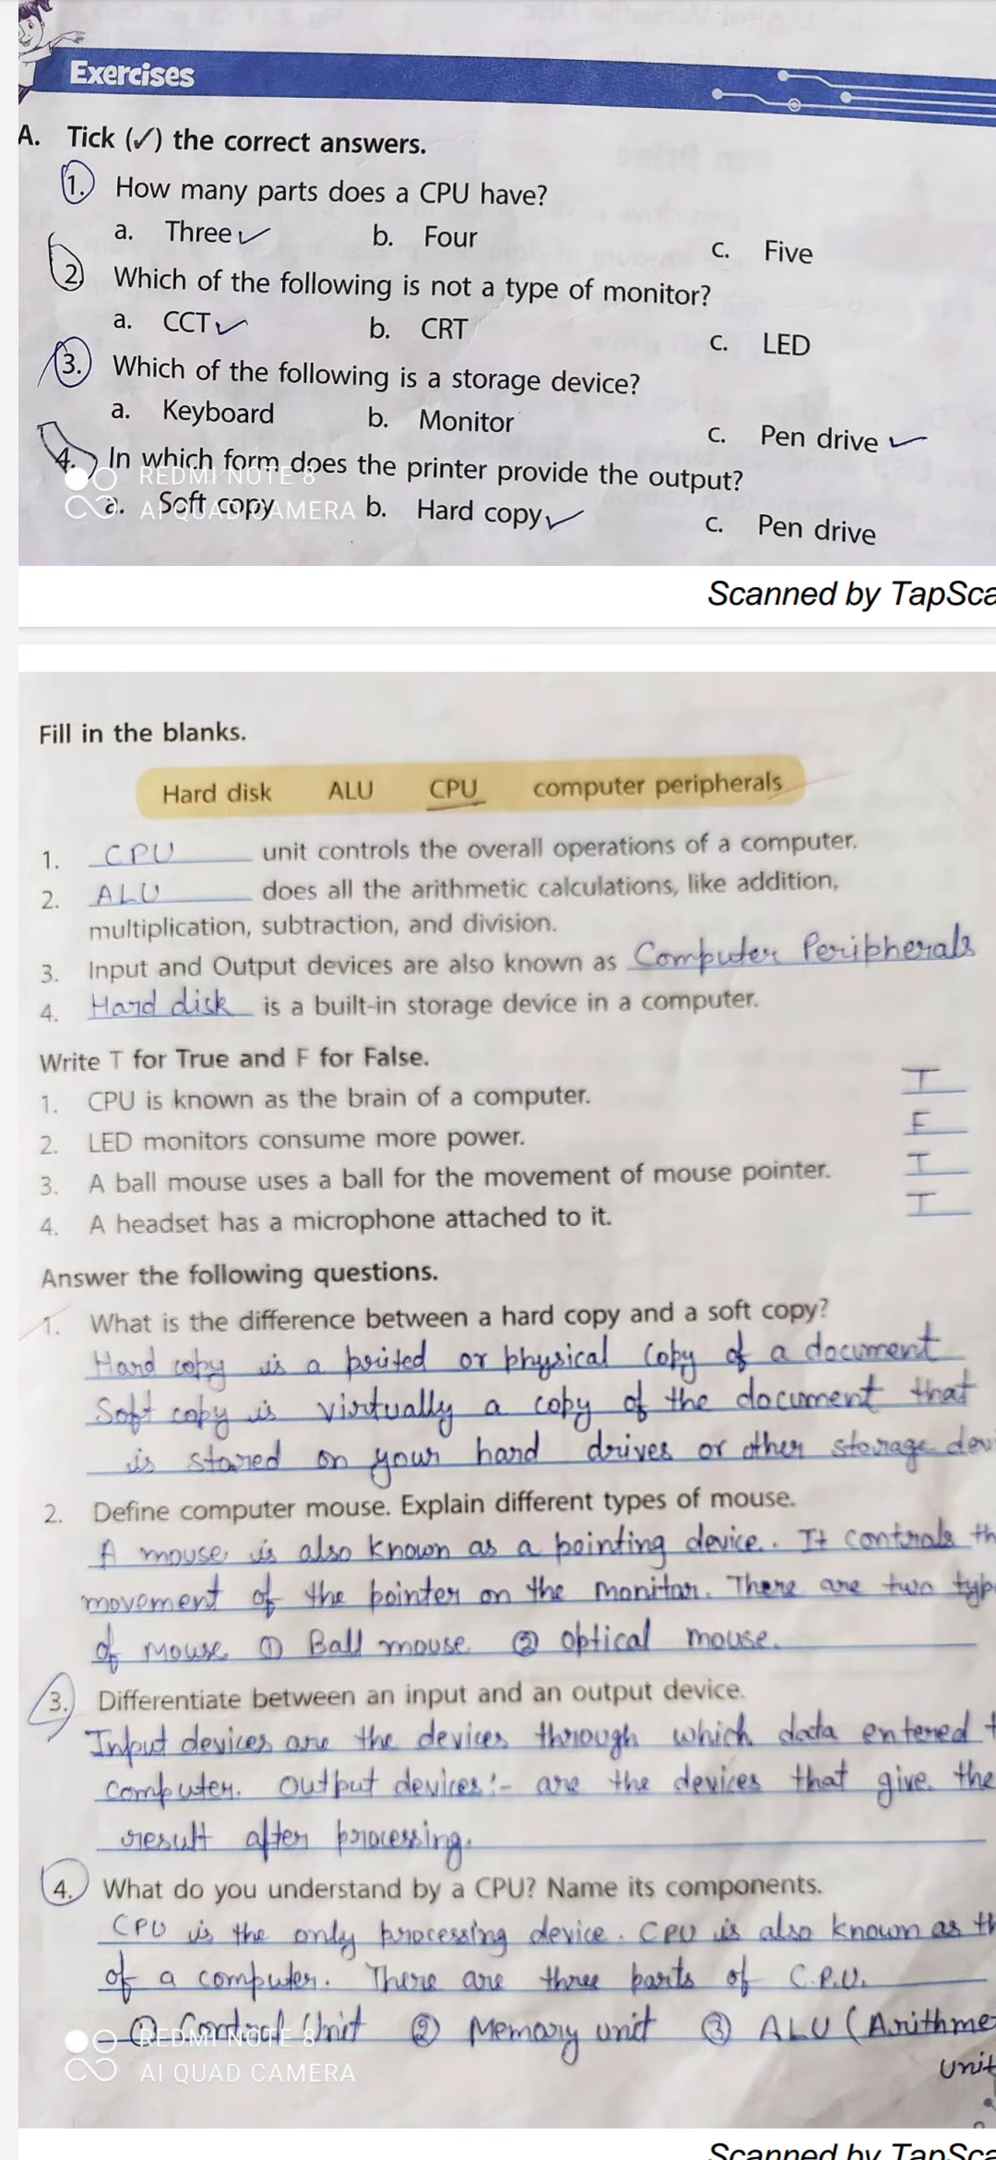 Exercises
A. Tick (✓) the correct answers.
1. How many parts does a CPU have?
a. Three ✓ b. Four c. Five
2) Which of the following is not a type of monitor?
a. CCT ✓ b. CRT c. LED
3. Which of the following is a storage device?
a. Keyboard b. Monitor c. Pen drive ✓
4. In which form does the printer provide the output?
REDMI NOTE 8
a. Soft copy b. Hard copy ✓ c. Pen drive
AI QUAD CAMERA
Scanned by TapSca
Fill in the blanks.
Hard disk ALU CPU computer peripherals
1. CPU unit controls the overall operations of a computer.
2. ALU does all the arithmetic calculations, like addition,
multiplication, subtraction, and division.
3. Input and Output devices are also known as Computer Peripherals
4. Hard disk is a built-in storage device in a computer.
Write T for True and F for False.
1. CPU is known as the brain of a computer. T
2. LED monitors consume more power. F
3. A ball mouse uses a ball for the movement of mouse pointer. T
4. A headset has a microphone attached to it. T
Answer the following questions.
1. What is the difference between a hard copy and a soft copy?
Hard copy is a prited or physical copy of a document
Soft copy is virtually a copy of the document that
is stored on your hard drives or other storage dev
2. Define computer mouse. Explain different types of mouse.
A mouse is also known as a pointing device. It controls th
movement of the pointer on the monitor. There are two typ
of mouse ① Ball mouse ② optical mouse.
3. Differentiate between an input and an output device.
Input devices are the devices through which data entered t
computer. Output devices:- are the devices that give the
result after processing.
4. What do you understand by a CPU? Name its components.
CPU is the only processing device. CPU is also known as th
of a computer. There are three parts of C.P.U.
① Control Unit ② Memory unit ③ ALU (Arithme
REDMI NOTE 8
unit
AI QUAD CAMERA
Scanned by TapSca